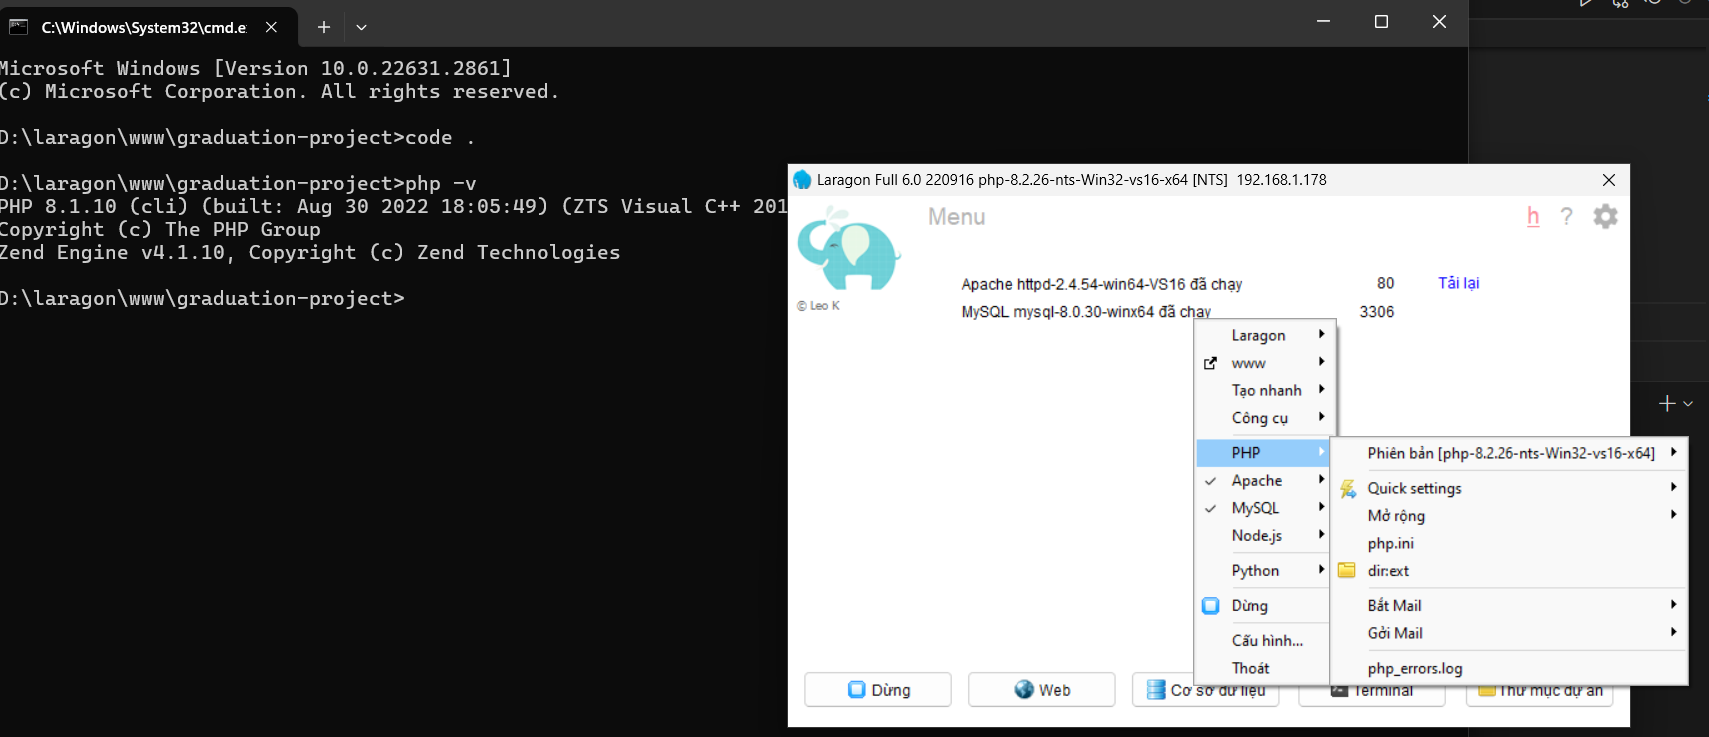 C:\Windows\System32\cmd.e
Microsoft Windows [Version 10.0.22631.2861]
(c) Microsoft Corporation. All rights reserved.
D:\laragon\www\graduation-project>code .
D:\laragon\www\graduation-project>php -v
PHP 8.1.10 (cli) (built: Aug 30 2022 18:05:49) (ZTS Visual C++ 201
Copyright (c) The PHP Group
Zend Engine v4.1.10, Copyright (c) Zend Technologies
D:\laragon\www\graduation-project>
Laragon Full 6.0 220916 php-8.2.26-nts-Win32-vs16-x64 [NTS] 192.168.1.178
Menu
h ?
© Leo K
Apache httpd-2.4.54-win64-VS16 đã chạy 80 Tải lại
MySQL mysql-8.0.30-winx64 đã chạy 3306
Laragon
www
Tạo nhanh
Công cụ
PHP
Apache
MySQL
Node.js
Python
Dừng
Cấu hình...
Thoát
Phiên bản [php-8.2.26-nts-Win32-vs16-x64]
Quick settings
Mở rộng
php.ini
dir:ext
Bắt Mail
Gởi Mail
php_errors.log
Dừng
Web
Cơ sở dữ liệu
Terminal
Thư mục dự án